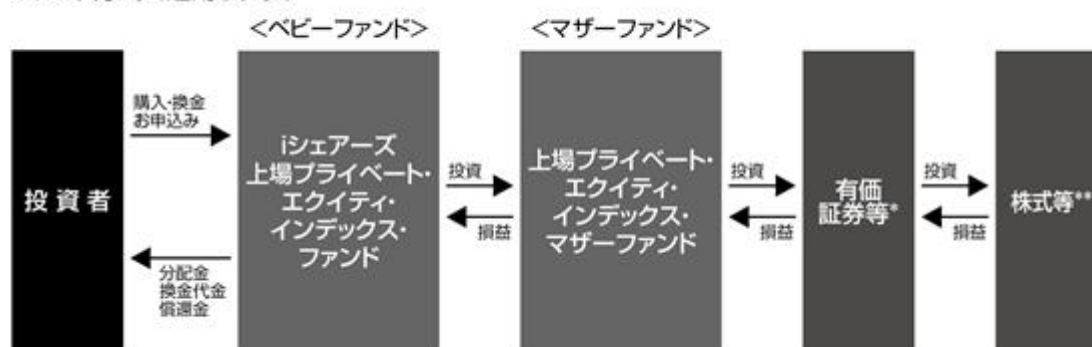 <ベビーファンド>
<マザーファンド>
投資者
購入・換金
お申込み
分配金
換金代金
償還金
iシェアーズ
上場プライベート・
エクイティ・
インデックス・
ファンド
投資
損益
上場プライベート・
エクイティ・
インデックス・
マザーファンド
投資
損益
有価
証券等*
投資
損益
株式等**